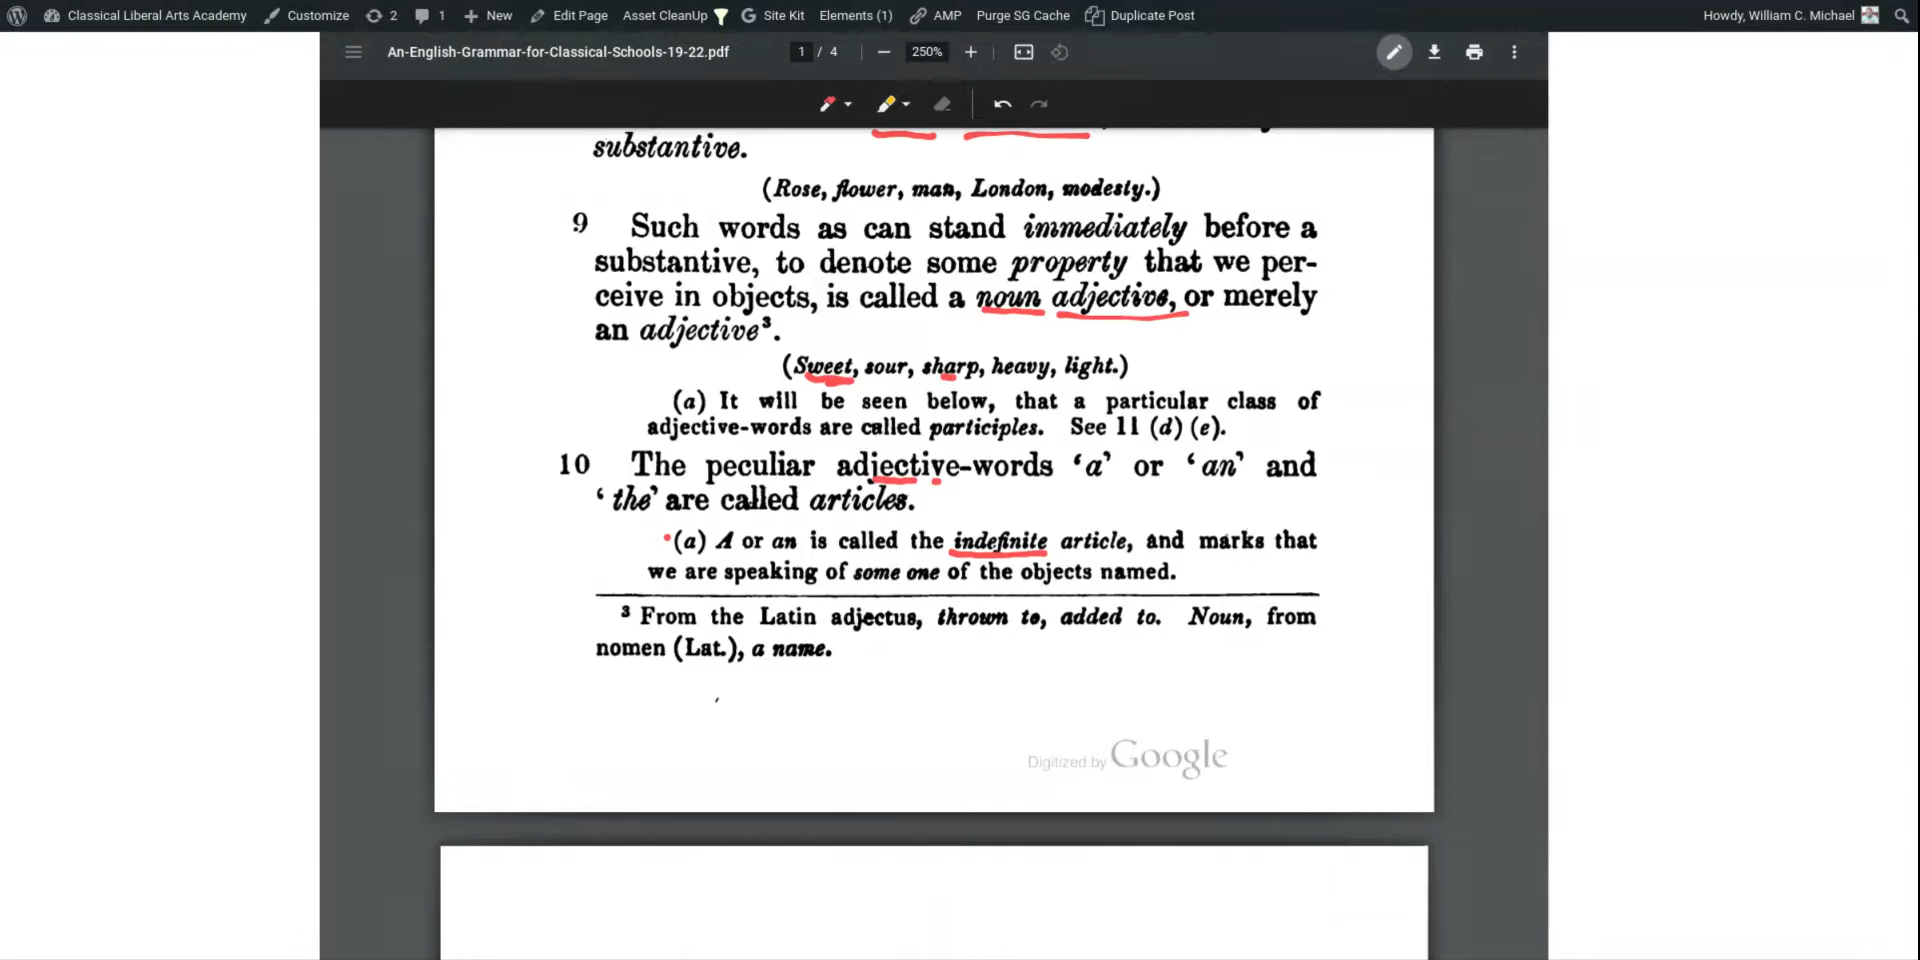 Classical Liberal Arts Academy Customize 2 1 New Edit Page Asset CleanUp Site Kit Elements (1) AMP Purge SG Cache Duplicate Post Howdy, William C. Michael
An-English-Grammar-for-Classical-Schools-19-22.pdf 1 / 4 250%
substantive.
(Rose, flower, man, London, modesty.)
9 Such words as can stand immediately before a
substantive, to denote some property that we per-
ceive in objects, is called a noun adjective, or merely
an adjective³.
(Sweet, sour, sharp, heavy, light.)
(a) It will be seen below, that a particular class of
adjective-words are called participles. See 11 (d) (e).
10 The peculiar adjective-words ‘a’ or ‘an’ and
‘the’ are called articles.
(a) A or an is called the indefinite article, and marks that
we are speaking of some one of the objects named.
³ From the Latin adjectus, thrown to, added to. Noun, from
nomen (Lat.), a name.
Digitized by Google